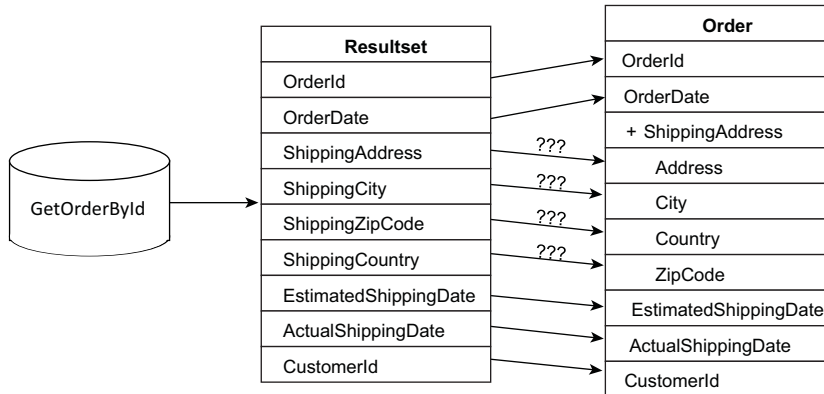 GetOrderById
Resultset
OrderId
OrderDate
ShippingAddress
ShippingCity
ShippingZipCode
ShippingCountry
EstimatedShippingDate
ActualShippingDate
CustomerId
???
???
???
???
Order
OrderId
OrderDate
+ ShippingAddress
Address
City
Country
ZipCode
EstimatedShippingDate
ActualShippingDate
CustomerId